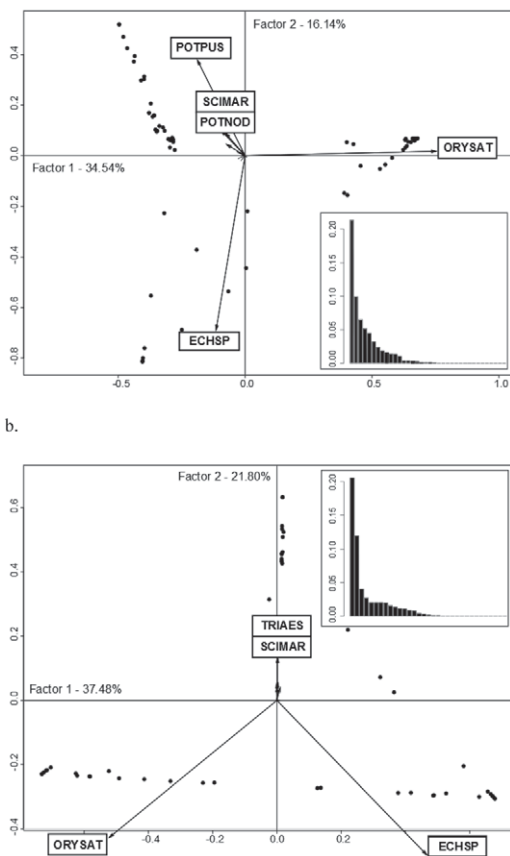 Factor 2 - 16.14%
POTPUS
SCIMAR
POTNOD
ORYSAT
Factor 1 - 34.54%
ECHSP
0.4
0.2
0.0
-0.2
-0.4
-0.6
-0.8
-0.5
0.0
0.5
1.0
0.20
0.15
0.10
0.05
0.00
b.
Factor 2 - 21.80%
TRIAES
SCIMAR
Factor 1 - 37.48%
ORYSAT
ECHSP
0.6
0.4
0.2
0.0
-0.2
-0.4
-0.6
-0.4
-0.2
0.0
0.2
0.20
0.15
0.10
0.05
0.00